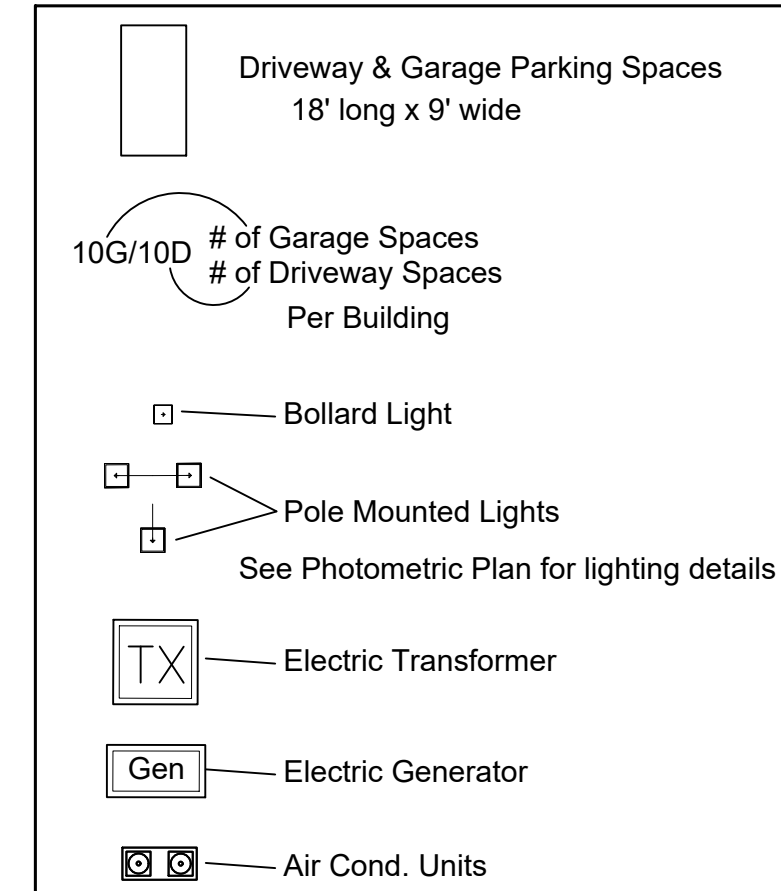 Driveway & Garage Parking Spaces
18' long x 9' wide
10G/10D
# of Garage Spaces
# of Driveway Spaces
Per Building
Bollard Light
Pole Mounted Lights
See Photometric Plan for lighting details
TX
Electric Transformer
Gen
Electric Generator
Air Cond. Units